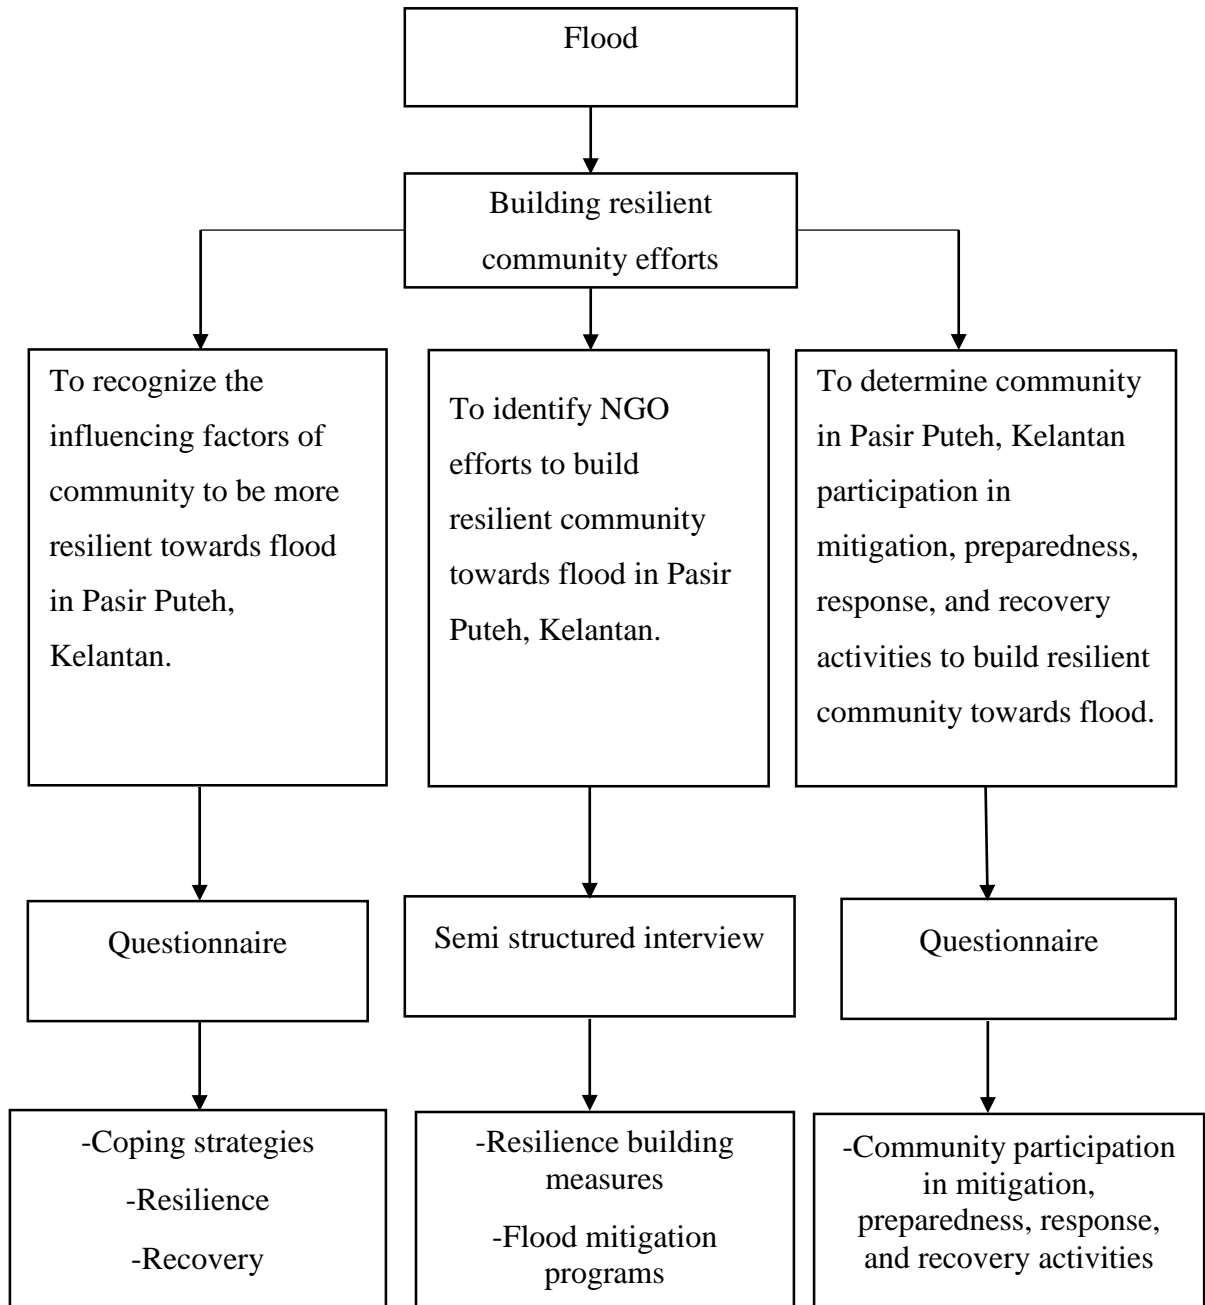 Flood
Building resilient
community efforts
To recognize the
influencing factors of
community to be more
resilient towards flood
in Pasir Puteh,
Kelantan.
To identify NGO
efforts to build
resilient community
towards flood in Pasir
Puteh, Kelantan.
To determine community
in Pasir Puteh, Kelantan
participation in
mitigation, preparedness,
response, and recovery
activities to build resilient
community towards flood.
Questionnaire
Semi structured interview
Questionnaire
-Coping strategies
-Resilience
-Recovery
-Resilience building
measures
-Flood mitigation
programs
-Community participation
in mitigation,
preparedness, response,
and recovery activities